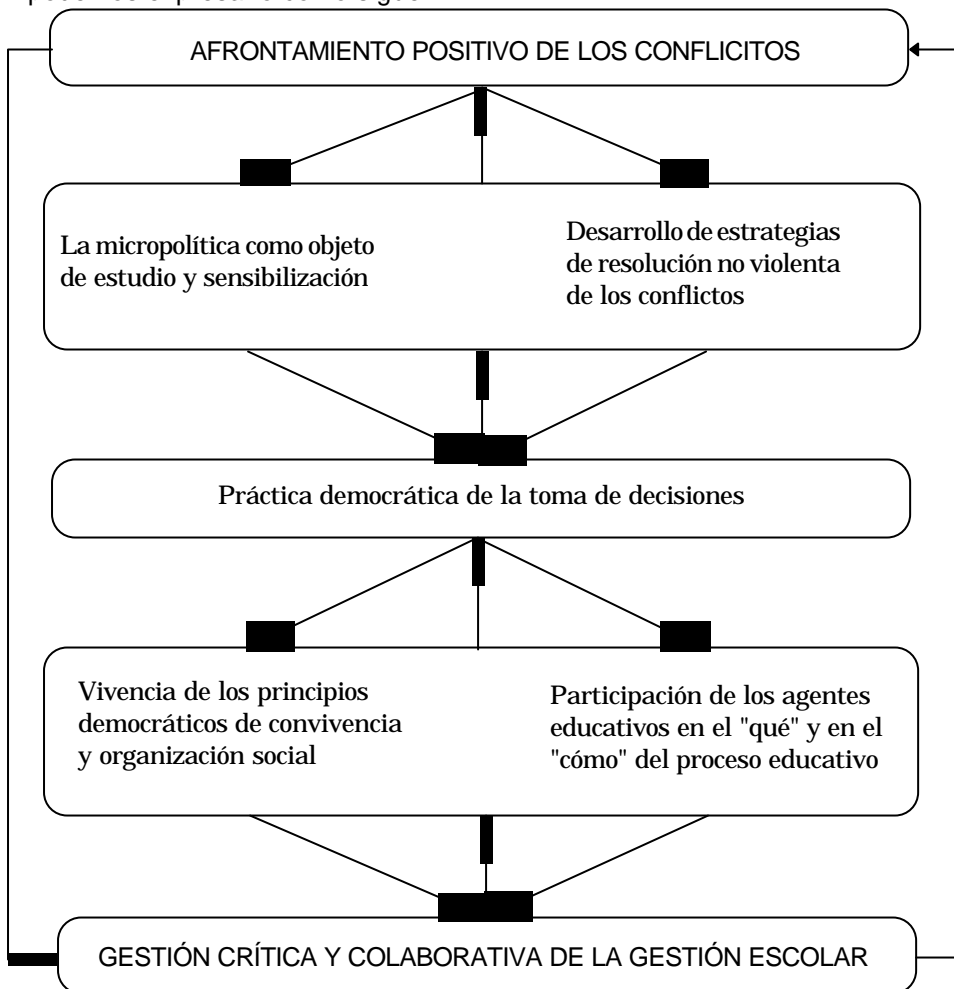 AFRONTAMIENTO POSITIVO DE LOS CONFLICITOS
La micropolítica como objeto
de estudio y sensibilización
Desarrollo de estrategias
de resolución no violenta
de los conflictos
Práctica democrática de la toma de decisiones
Vivencia de los principios
democráticos de convivencia
y organización social
Participación de los agentes
educativos en el "qué" y en el
"cómo" del proceso educativo
GESTIÓN CRÍTICA Y COLABORATIVA DE LA GESTIÓN ESCOLAR